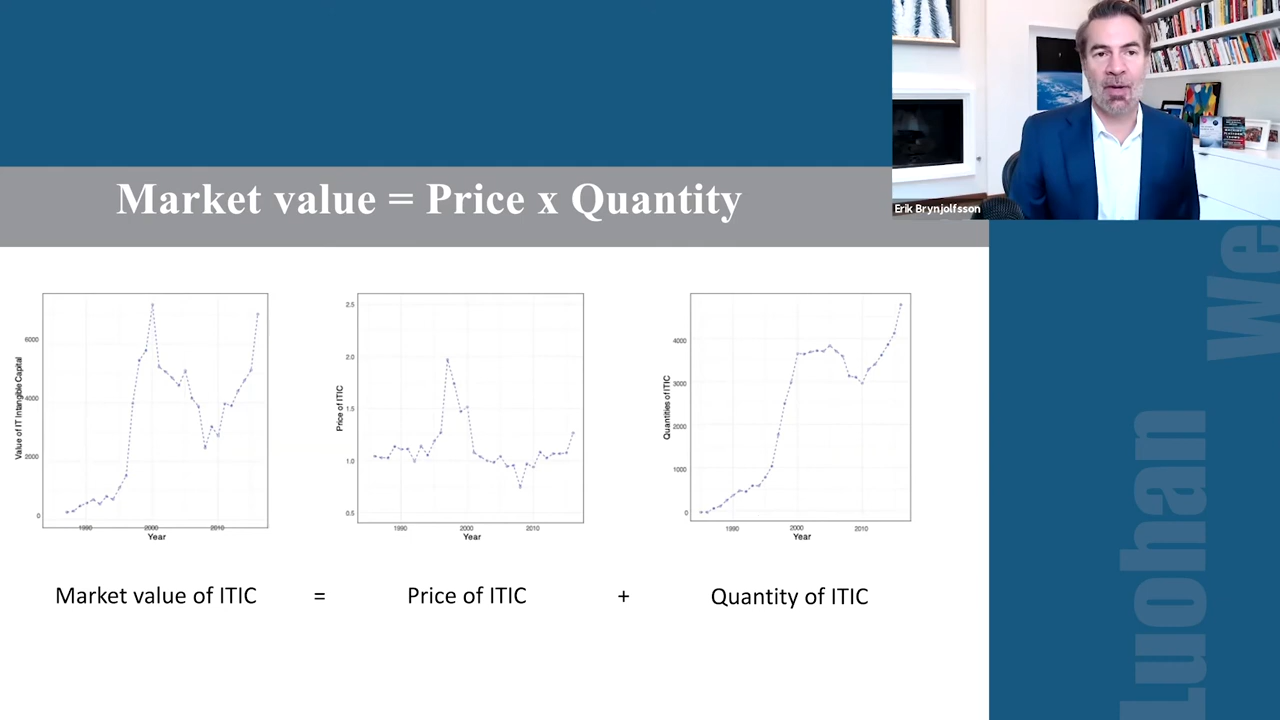 Market value = Price x Quantity
Erik Brynjolfsson
We
Luohan
Value of IT Intangible Capital
6000
4000
2000
0
1990
2000
2010
Year
Price of ITIC
2.5
2.0
1.5
1.0
0.5
1990
2000
2010
Year
Quantities of ITIC
4000
3000
2000
1000
0
1990
2000
2010
Year
Market value of ITIC = Price of ITIC + Quantity of ITIC